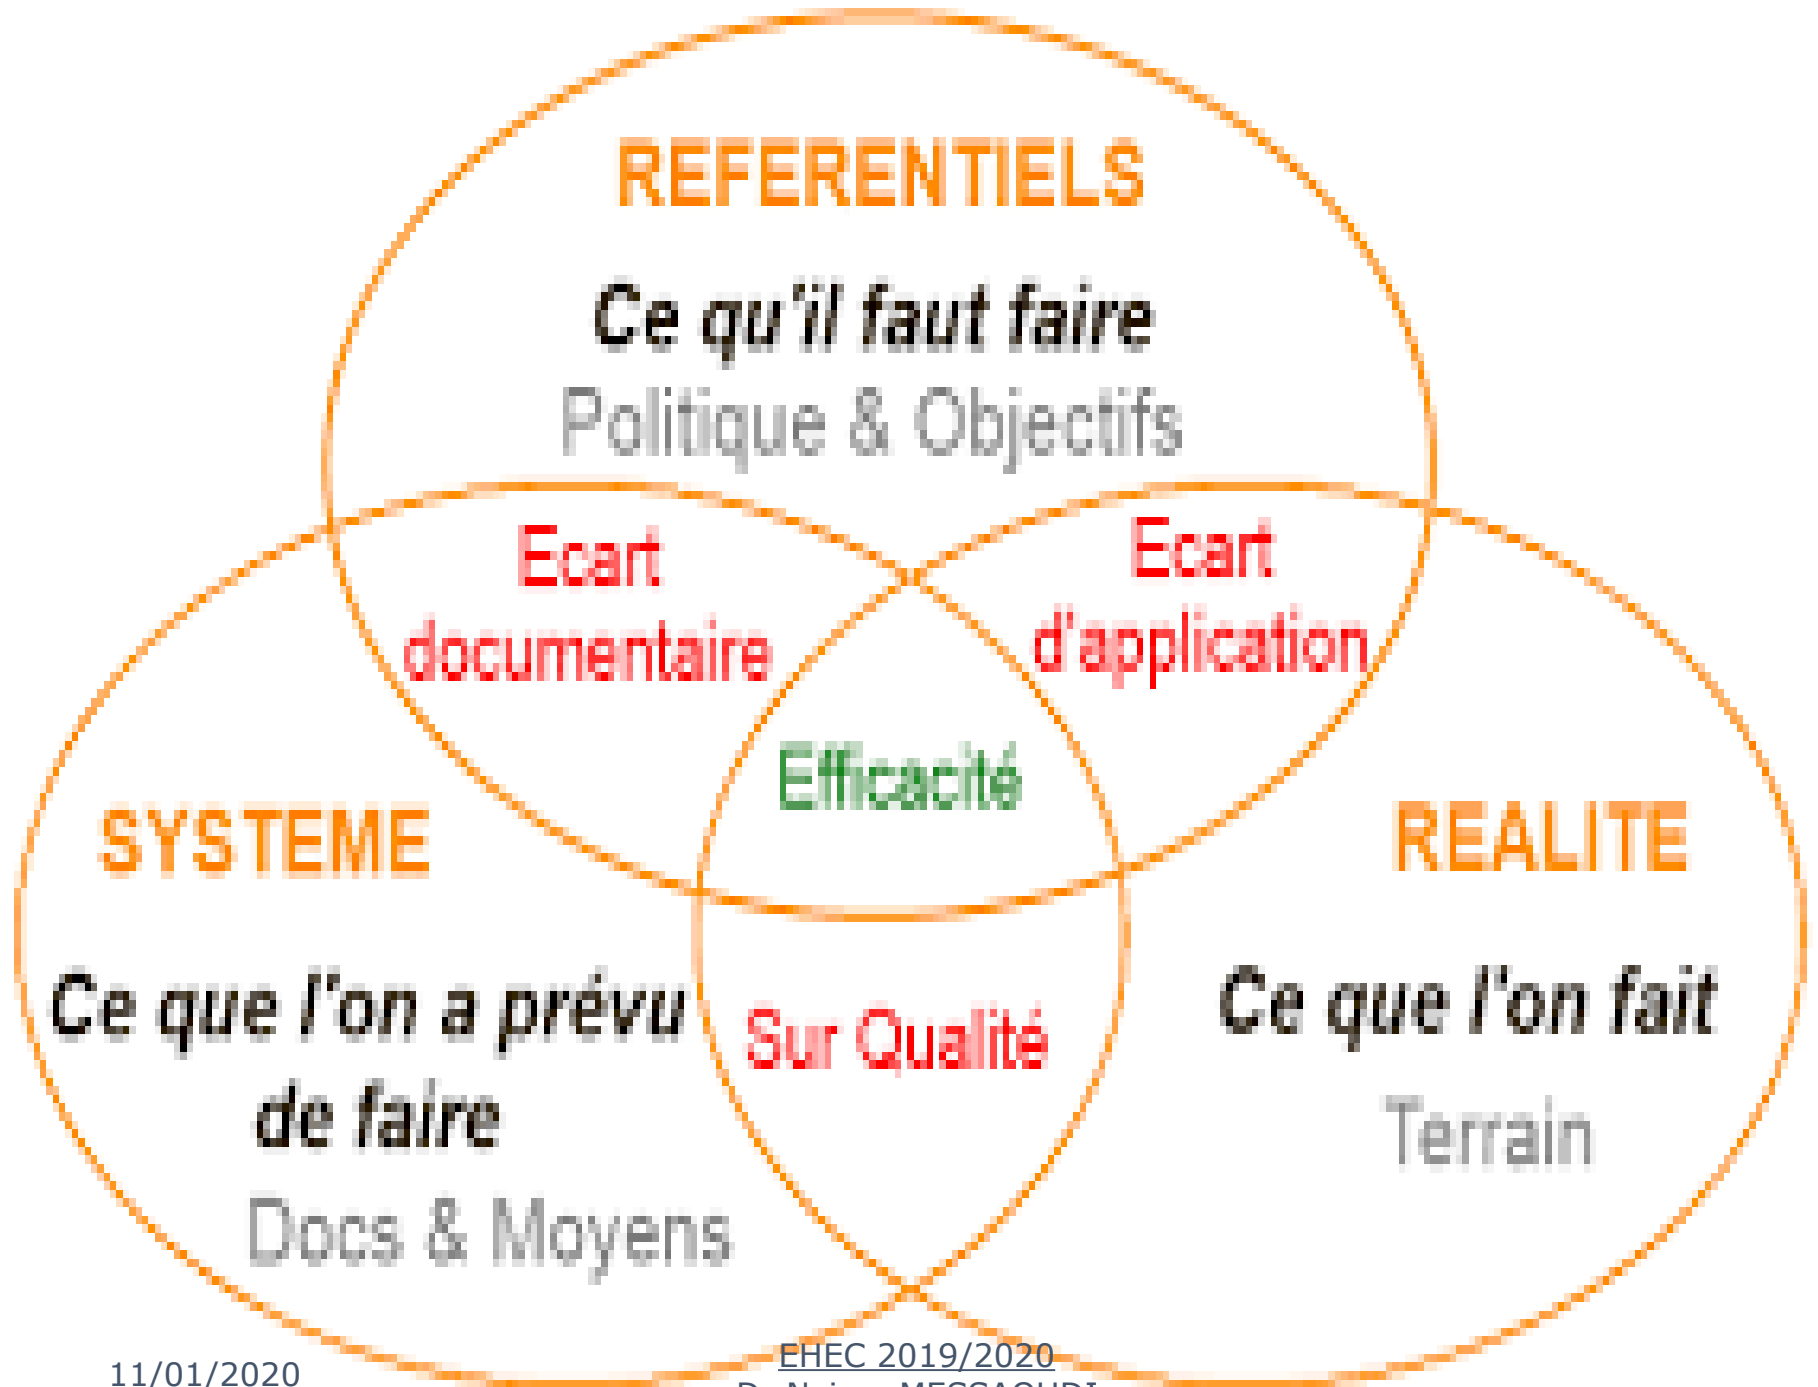 REFERENTIELS
Ce qu'il faut faire
Politique & Objectifs
Ecart
documentaire
Ecart
d'application
Efficacité
SYSTEME
Ce que l'on a prévu
de faire
Docs & Moyens
REALITE
Ce que l'on fait
Terrain
Sur Qualité
11/01/2020
EHEC 2019/2020
MESSAOUDI